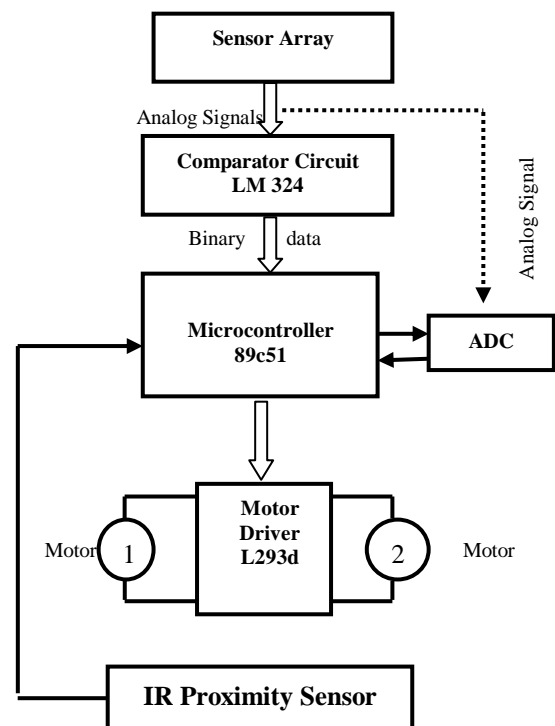 Sensor Array
Analog Signals
Comparator Circuit
LM 324
Analog Signal
Binary data
Microcontroller
89c51
ADC
Motor
Driver
L293d
Motor 1
2 Motor
IR Proximity Sensor